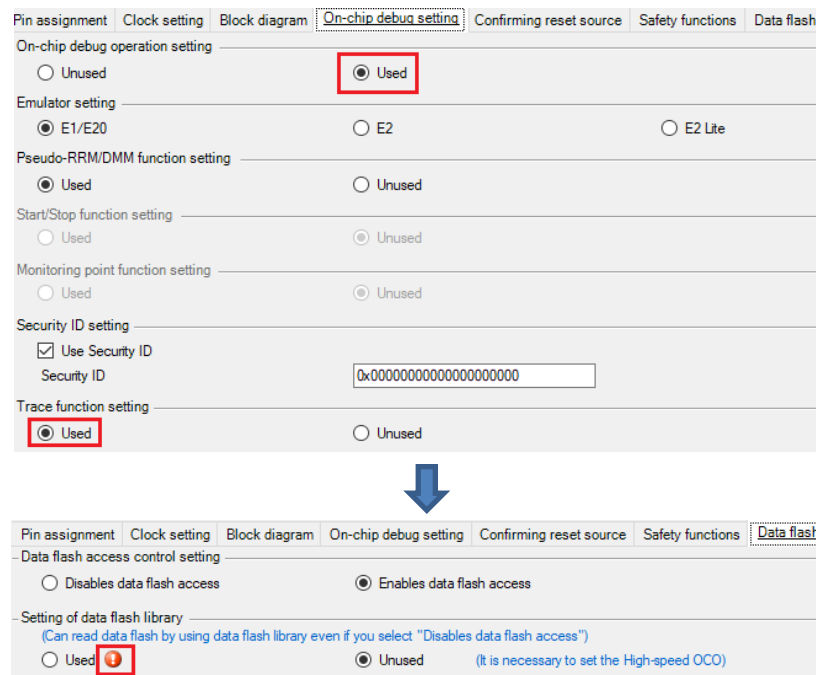 Pin assignment Clock setting Block diagram On-chip debug setting Confirming reset source Safety functions Data flash
On-chip debug operation setting
Unused Used
Emulator setting
E1/E20 E2 E2 Lite
Pseudo-RRM/DMM function setting
Used Unused
Start/Stop function setting
Used Unused
Monitoring point function setting
Used Unused
Security ID setting
Use Security ID
Security ID 0x00000000000000000000
Trace function setting
Used Unused
Pin assignment Clock setting Block diagram On-chip debug setting Confirming reset source Safety functions Data flash
Data flash access control setting
Disables data flash access Enables data flash access
Setting of data flash library
(Can read data flash by using data flash library even if you select "Disables data flash access")
Used Unused (It is necessary to set the High-speed OCO)